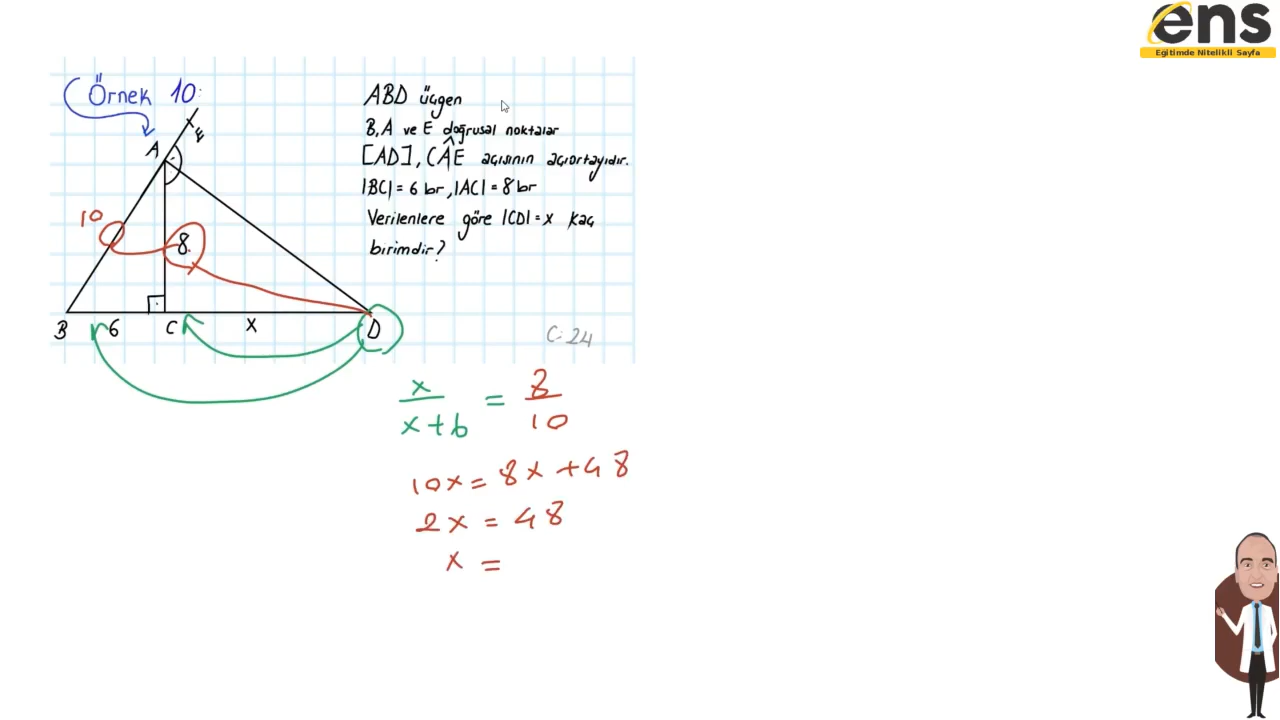 ens
Eğitimde Nitelikli Sayfa
Örnek 10:
ABD üçgen
B, A ve E doğrusal noktalar
[AD], CÂE açısının açıortayıdır.
|BC| = 6 br, |AC| = 8 br
Verilenlere göre |CD| = x kaç
birimdir?
E
A
10
8
B
6
C
x
D
C: 24
x/x+6 = 8/10
10x = 8x + 48
2x = 48
x =